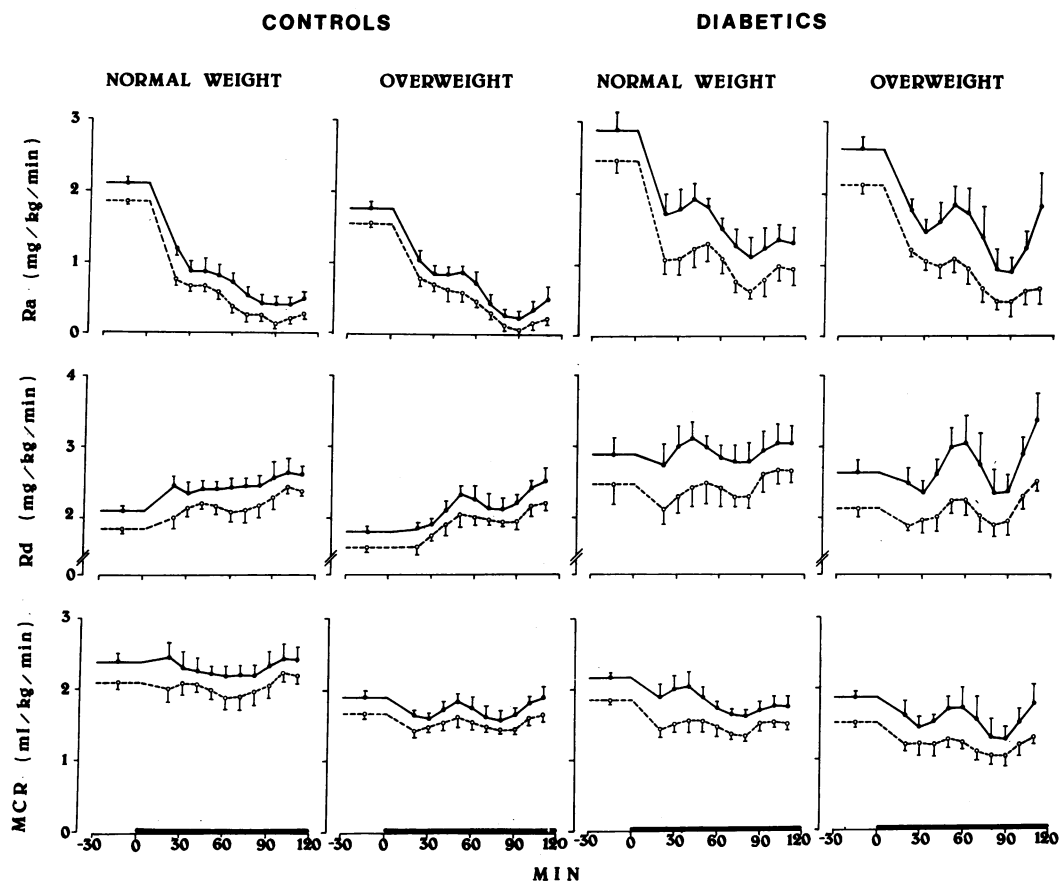 CONTROLS DIABETICS
NORMAL WEIGHT OVERWEIGHT NORMAL WEIGHT OVERWEIGHT
Ra (mg/kg/min)
3
2
1
0
Rd (mg/kg/min)
4
3
2
0
MCR (ml/kg/min)
3
2
1
0
-30 0 30 60 90 120 -30 0 30 60 90 120 -30 0 30 60 90 120 -30 0 30 60 90 120
MIN